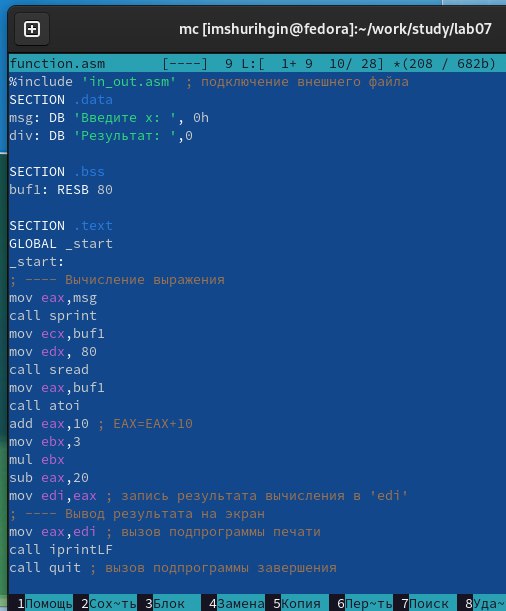 mc [imshurihgin@fedora]:~/work/study/lab07
function.asm [----] 9 L:[ 1+ 9 10/ 28] *(208 / 682b)
%include 'in_out.asm' ; подключение внешнего файла
SECTION .data
msg: DB 'Введите x: ', 0h
div: DB 'Результат: ',0
SECTION .bss
buf1: RESB 80
SECTION .text
GLOBAL _start
_start:
; ---- Вычисление выражения
mov eax,msg
call sprint
mov ecx,buf1
mov edx, 80
call sread
mov eax,buf1
call atoi
add eax,10 ; EAX=EAX+10
mov ebx,3
mul ebx
sub eax,20
mov edi,eax ; запись результата вычисления в 'edi'
; ---- Вывод результата на экран
mov eax,edi ; вызов подпрограммы печати
call iprintLF
call quit ; вызов подпрограммы завершения
1Помощь 2Сох~ть 3Блок 4Замена 5Копия 6Пер~ть 7Поиск 8Уда~